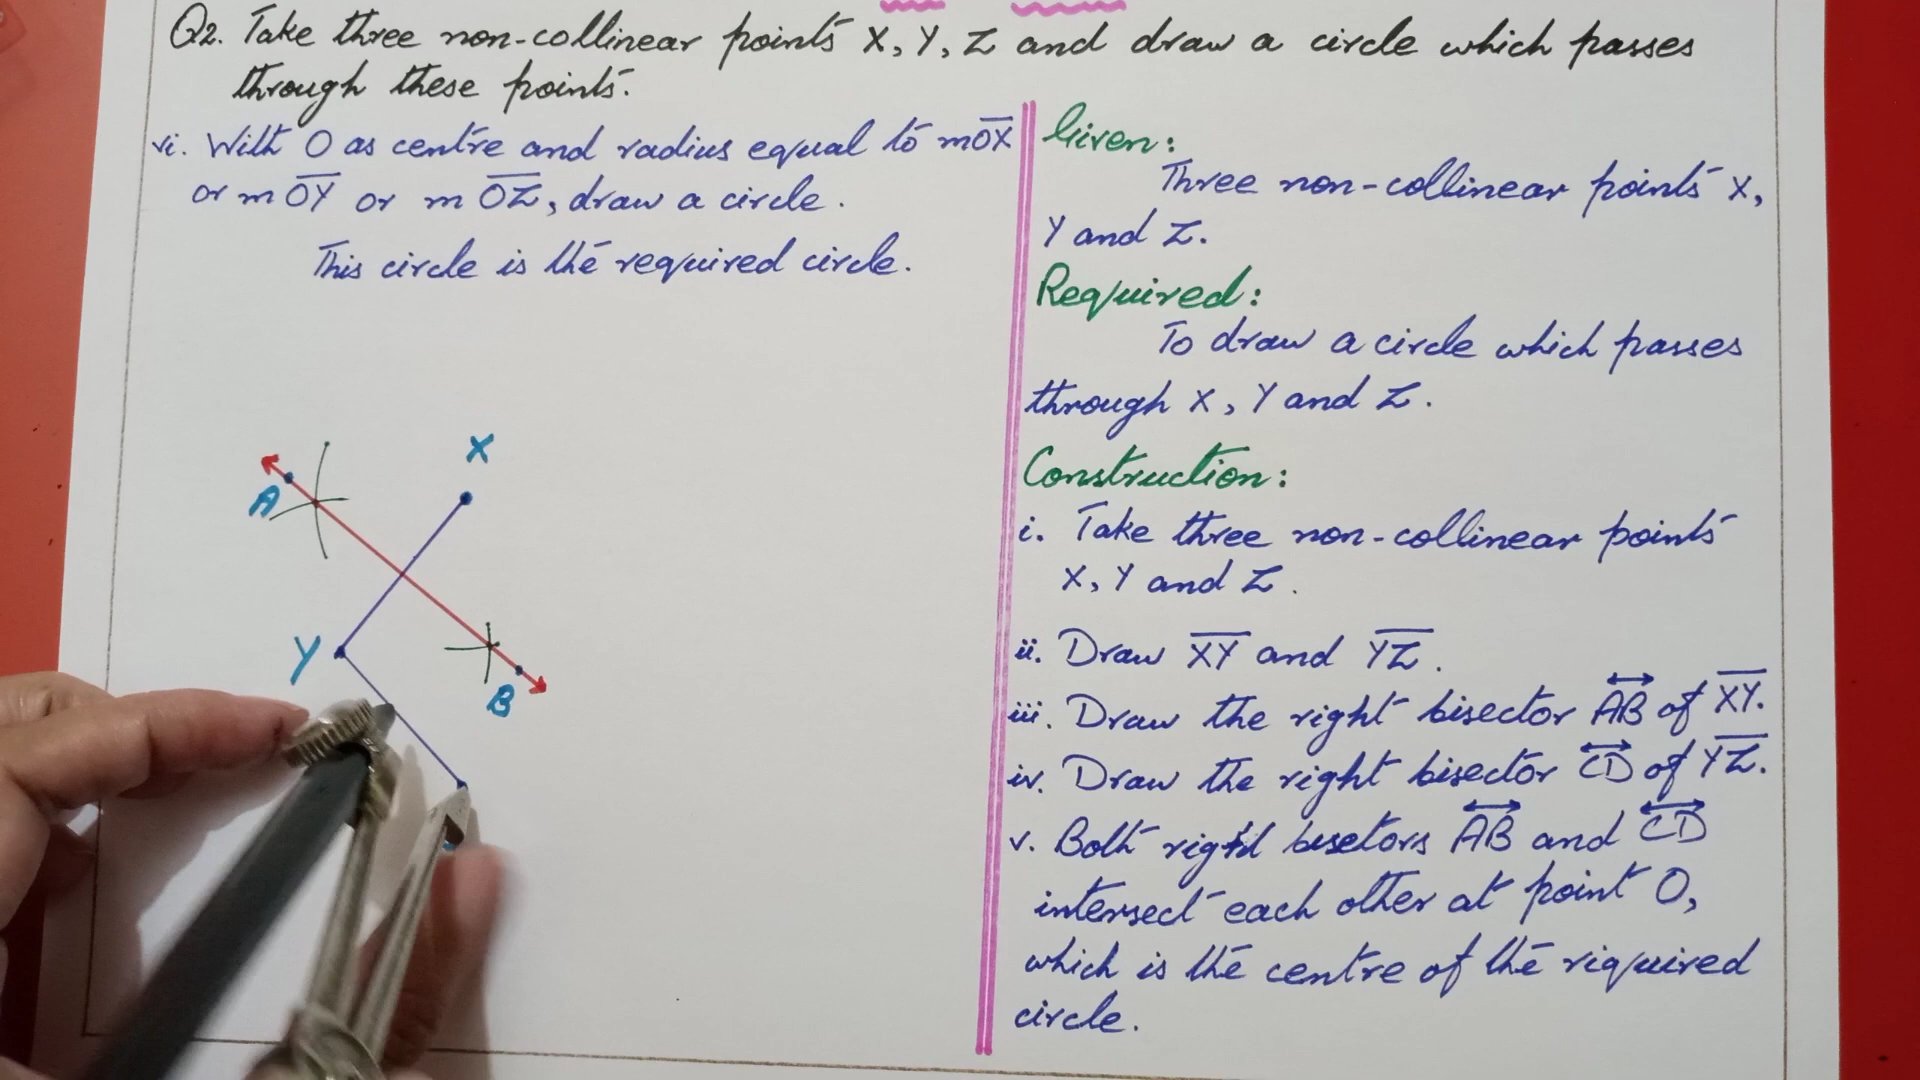 Q2. Take three non-collinear points X, Y, Z and draw a circle which passes
through these points.
vi. With O as centre and radius equal to mOX
or mOY or mOZ, draw a circle.
This circle is the required circle.
X
A
Y
B
Given:
Three non-collinear points X,
Y and Z.
Required:
To draw a circle which passes
through X, Y and Z.
Construction:
i. Take three non-collinear points
X, Y and Z.
ii. Draw XY and YZ.
iii. Draw the right bisector AB of XY.
iv. Draw the right bisector CD of YZ.
v. Both right bisetors AB and CD
intersect each other at point O,
which is the centre of the riquired
circle.